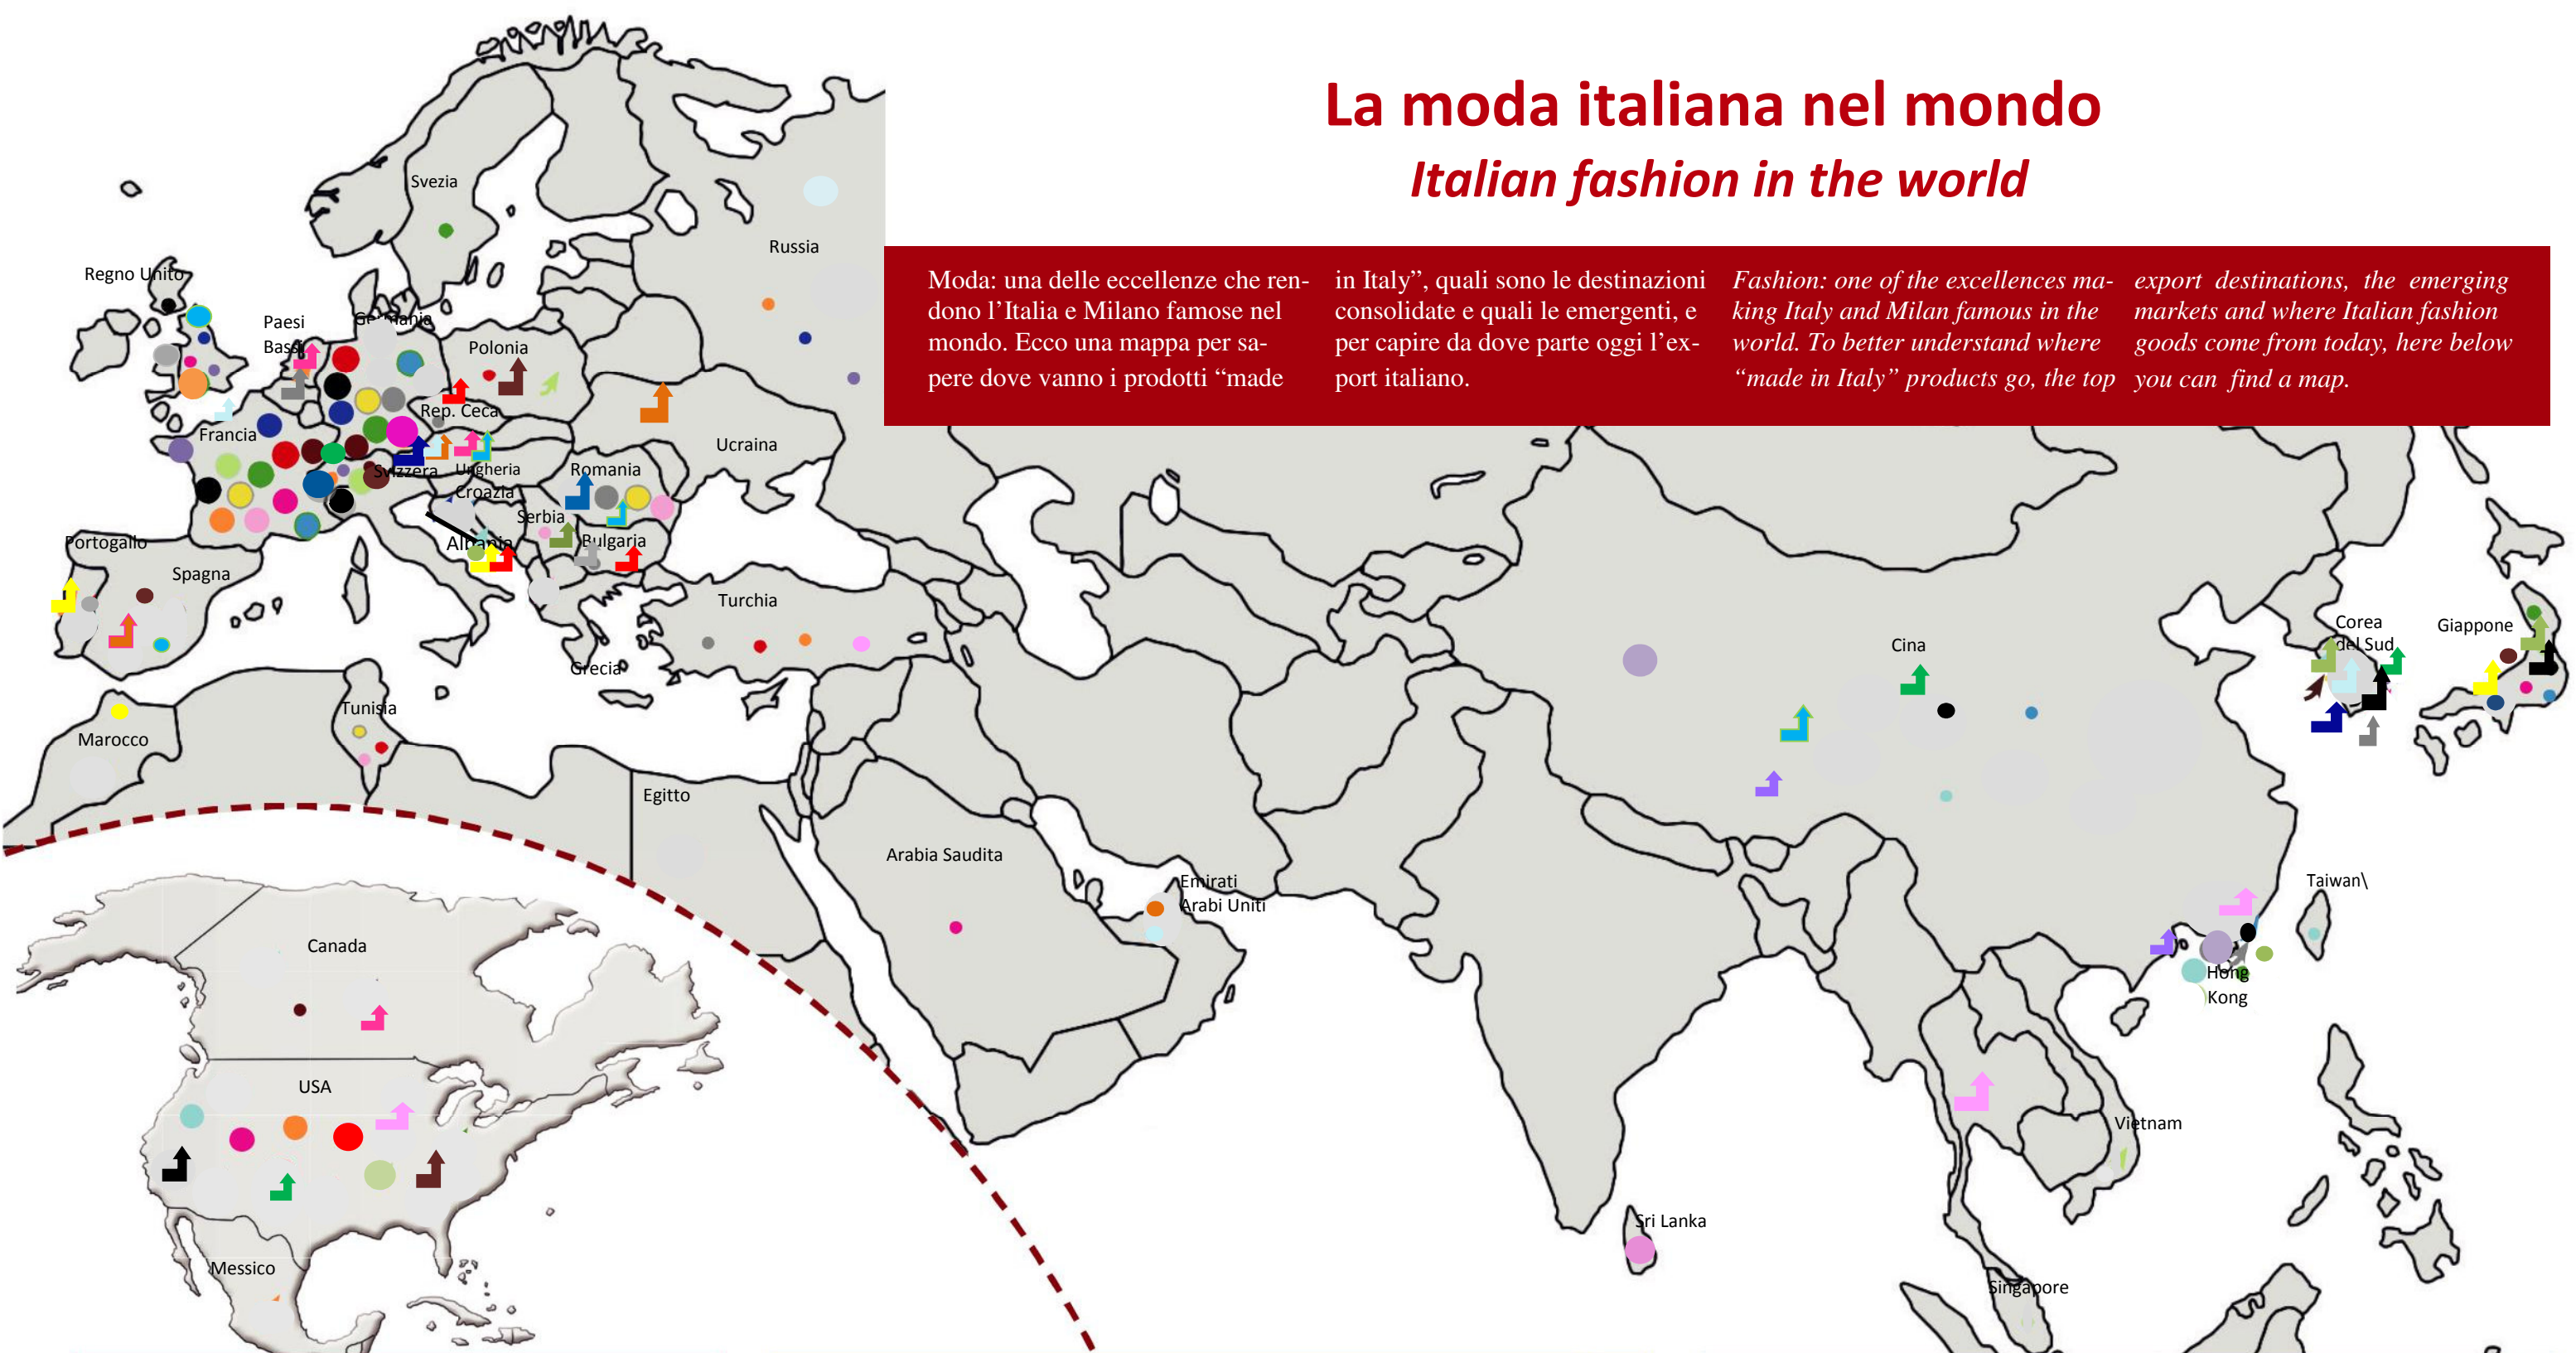 La moda italiana nel mondo
Italian fashion in the world
Moda: una delle eccellenze che ren-
dono l’Italia e Milano famose nel
mondo. Ecco una mappa per sa-
pere dove vanno i prodotti “made
in Italy”, quali sono le destinazioni
consolidate e quali le emergenti, e
per capire da dove parte oggi l’ex-
port italiano.
Fashion: one of the excellences ma-
king Italy and Milan famous in the
world. To better understand where
“made in Italy” products go, the top
export destinations, the emerging
markets and where Italian fashion
goods come from today, here below
you can find a map.
Svezia
Russia
Regno Unito
Paesi
Bassi
Germania
Polonia
Rep. Ceca
Francia
Ucraina
Svizzera
Ungheria
Romania
Croazia
Serbia
Albania
Bulgaria
Portogallo
Spagna
Turchia
Grecia
Tunisia
Marocco
Egitto
Arabia Saudita
Emirati
Arabi Uniti
Cina
Corea
del Sud
Giappone
Taiwan\
Hong
Kong
Vietnam
Sri Lanka
Singapore
Canada
USA
Messico